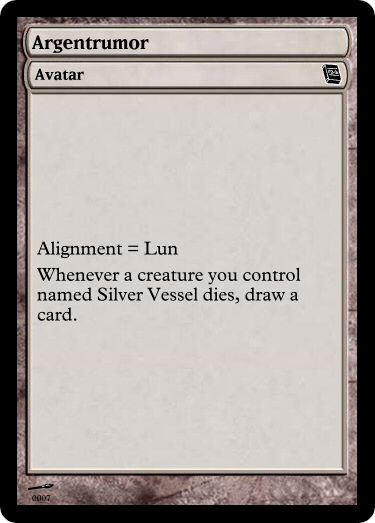 Argentrumor
Avatar
Alignment = Lun
Whenever a creature you control
named Silver Vessel dies, draw a
card.
0007